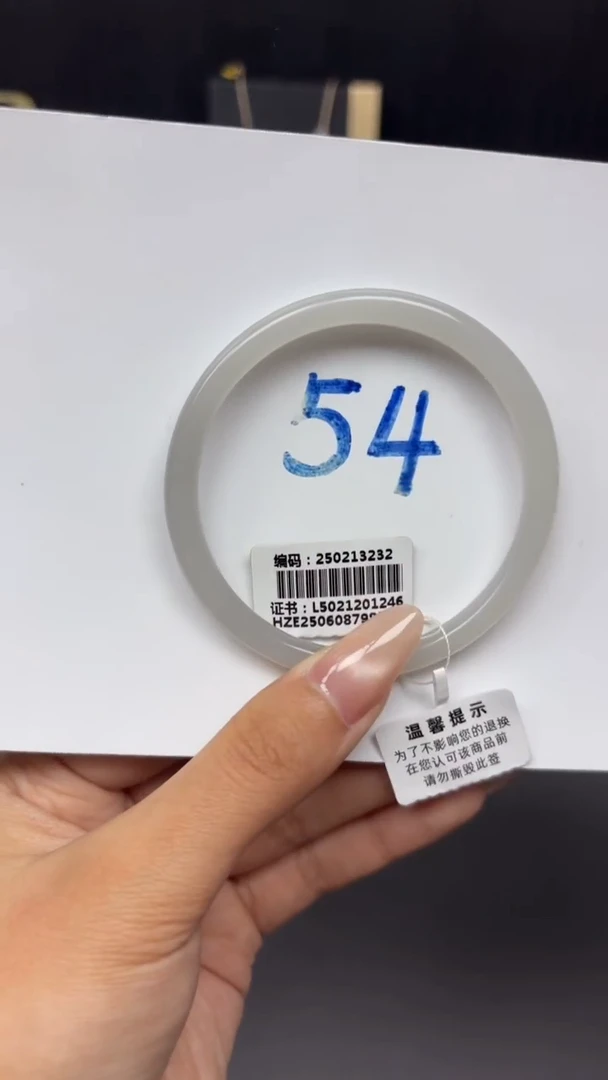 54
编码：250213232
证书：L5021201246
HZE25060879
温馨提示
为了不影响您的退换
在您认可该商品前
请勿撕毁此签